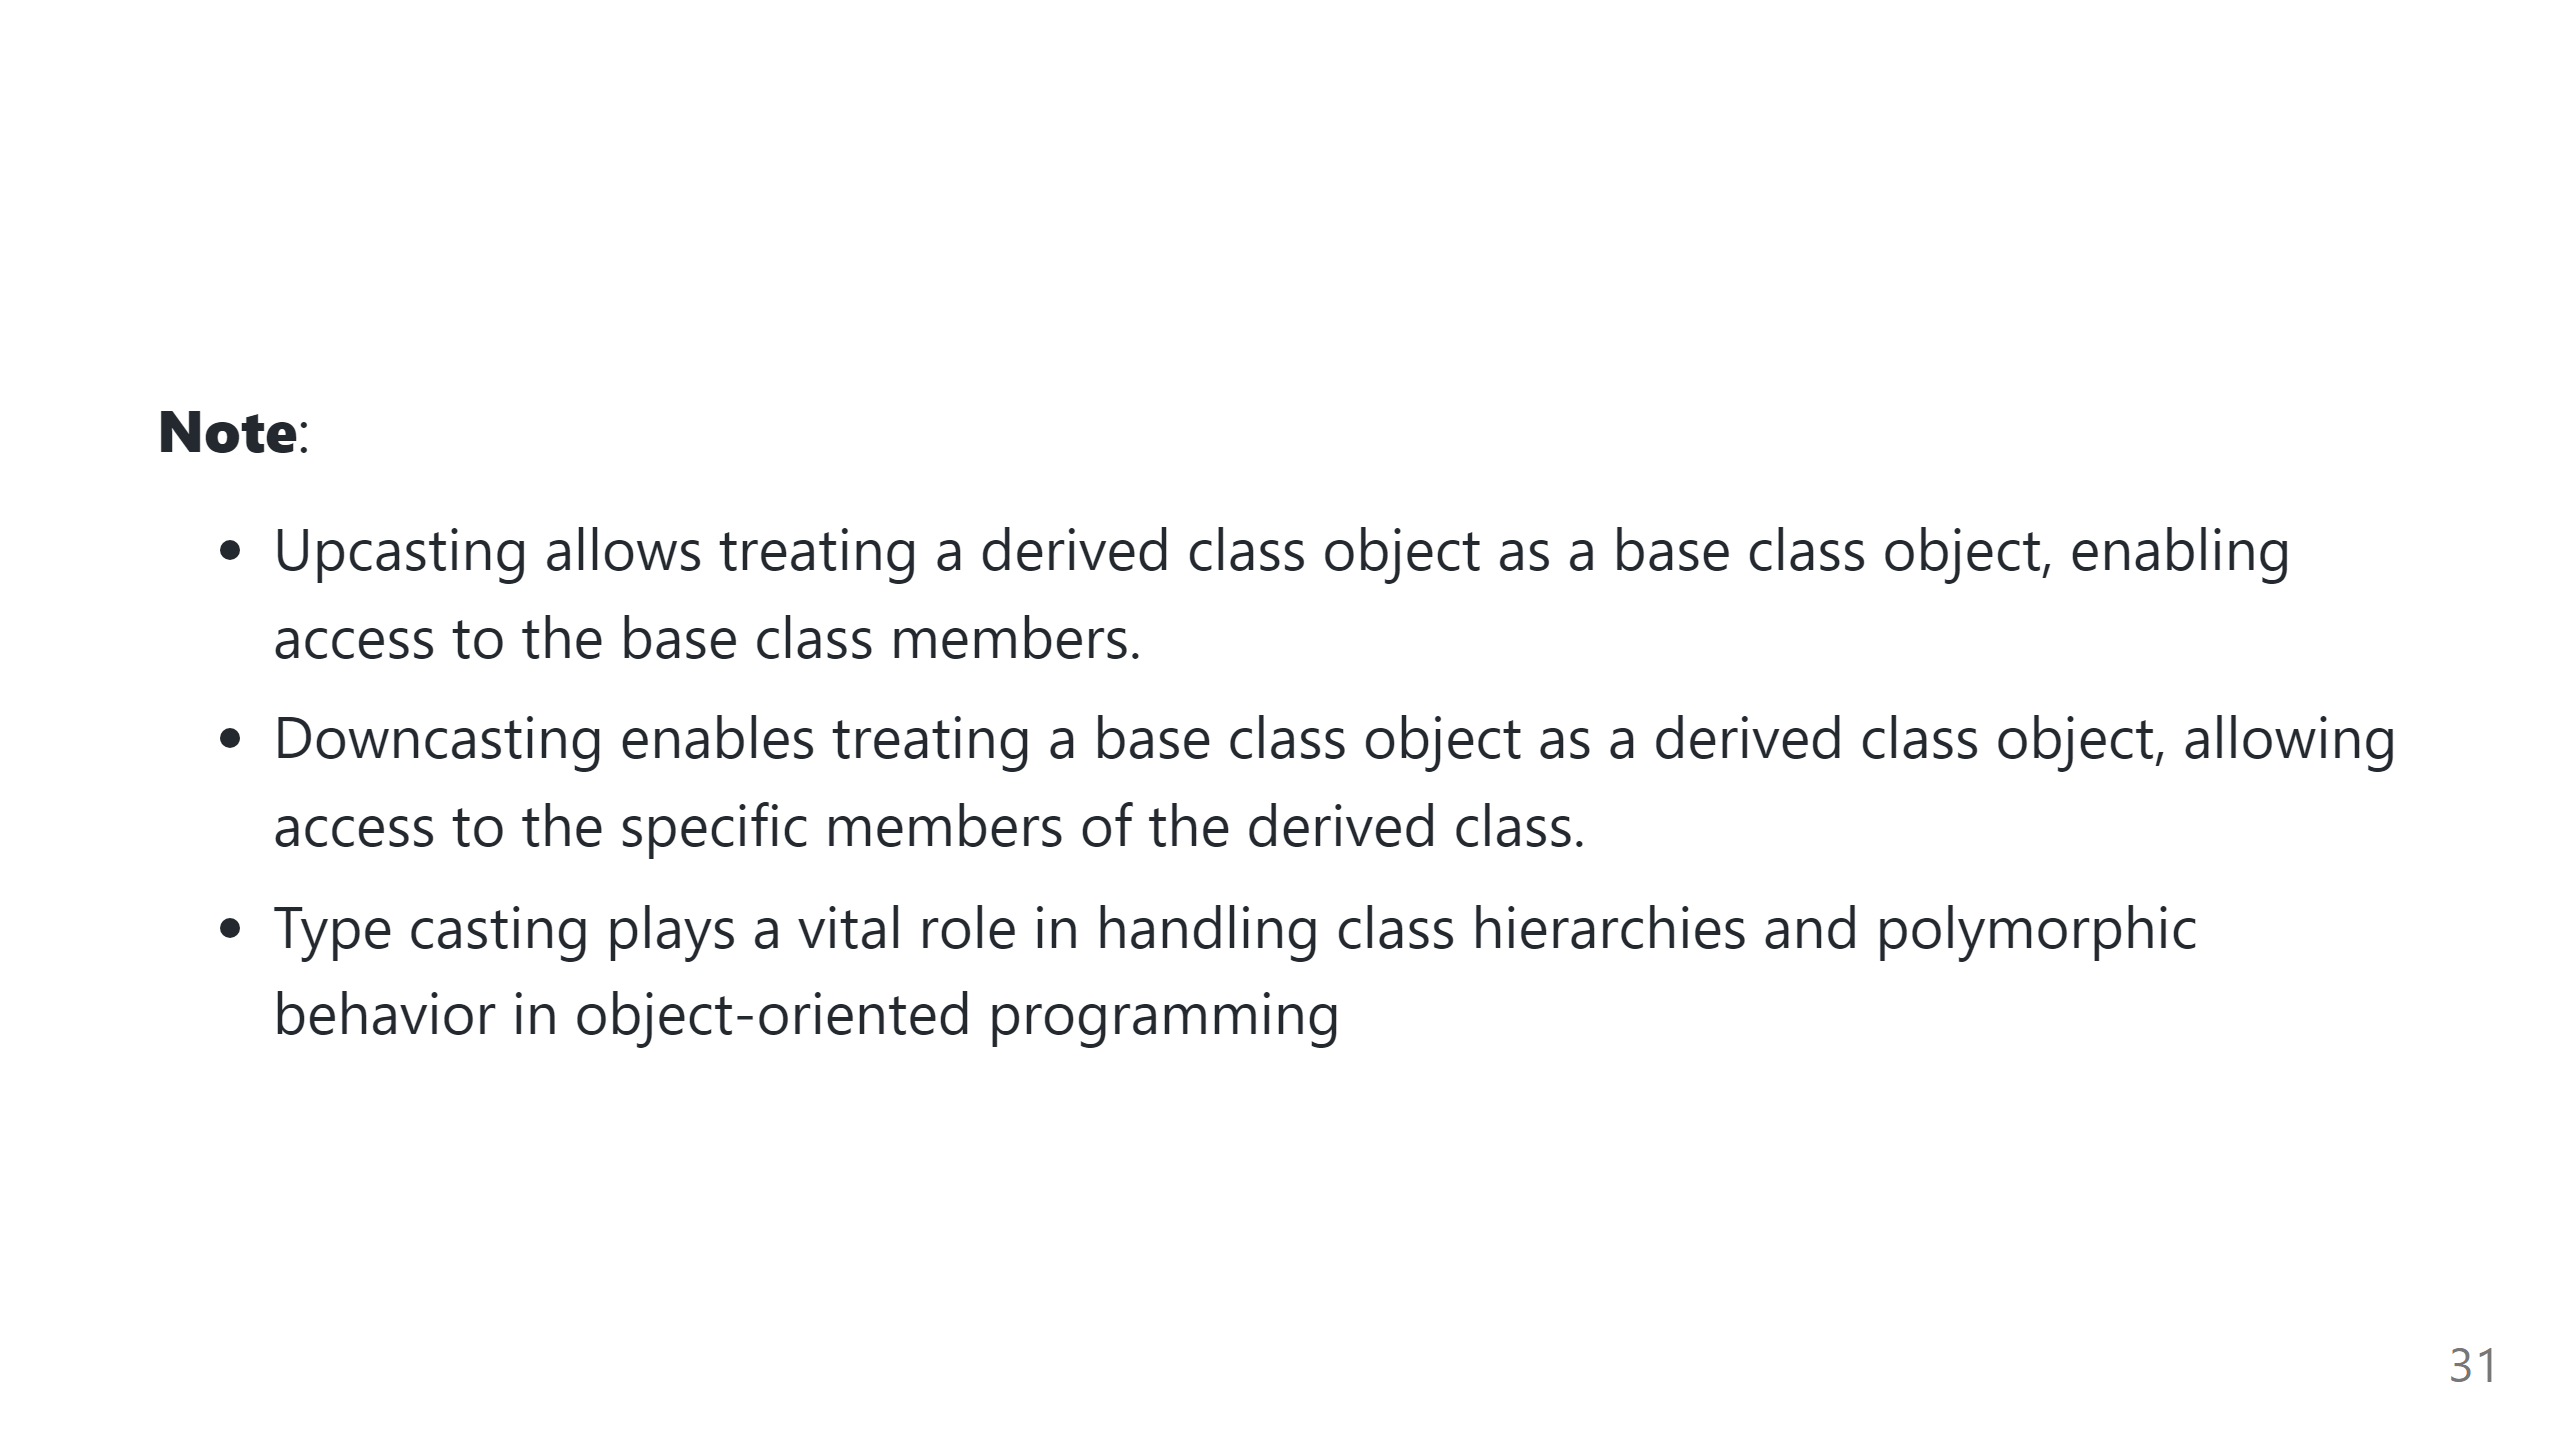 Note:
• Upcasting allows treating a derived class object as a base class object, enabling
access to the base class members.
• Downcasting enables treating a base class object as a derived class object, allowing
access to the specific members of the derived class.
• Type casting plays a vital role in handling class hierarchies and polymorphic
behavior in object-oriented programming
31